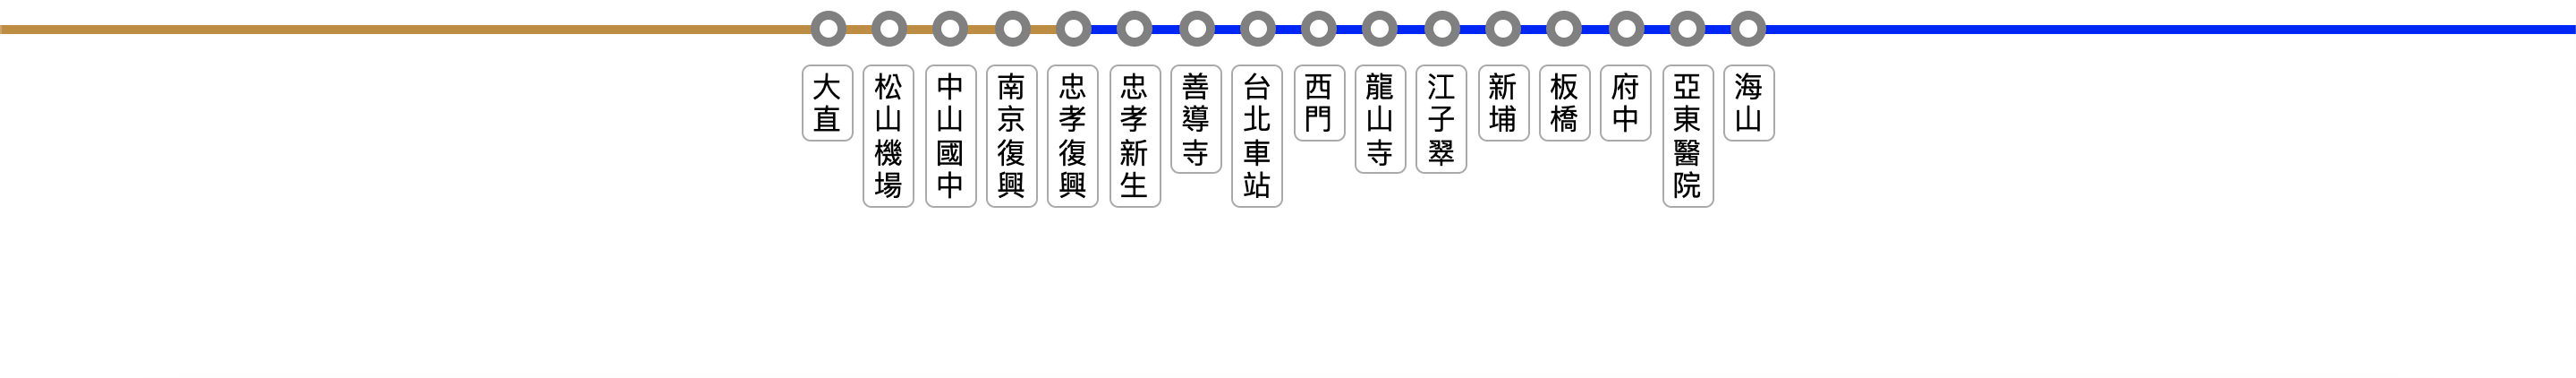 大直
松山機場
中山國中
南京復興
忠孝復興
忠孝新生
善導寺
台北車站
西門
龍山寺
江子翠
新埔
板橋
府中
亞東醫院
海山